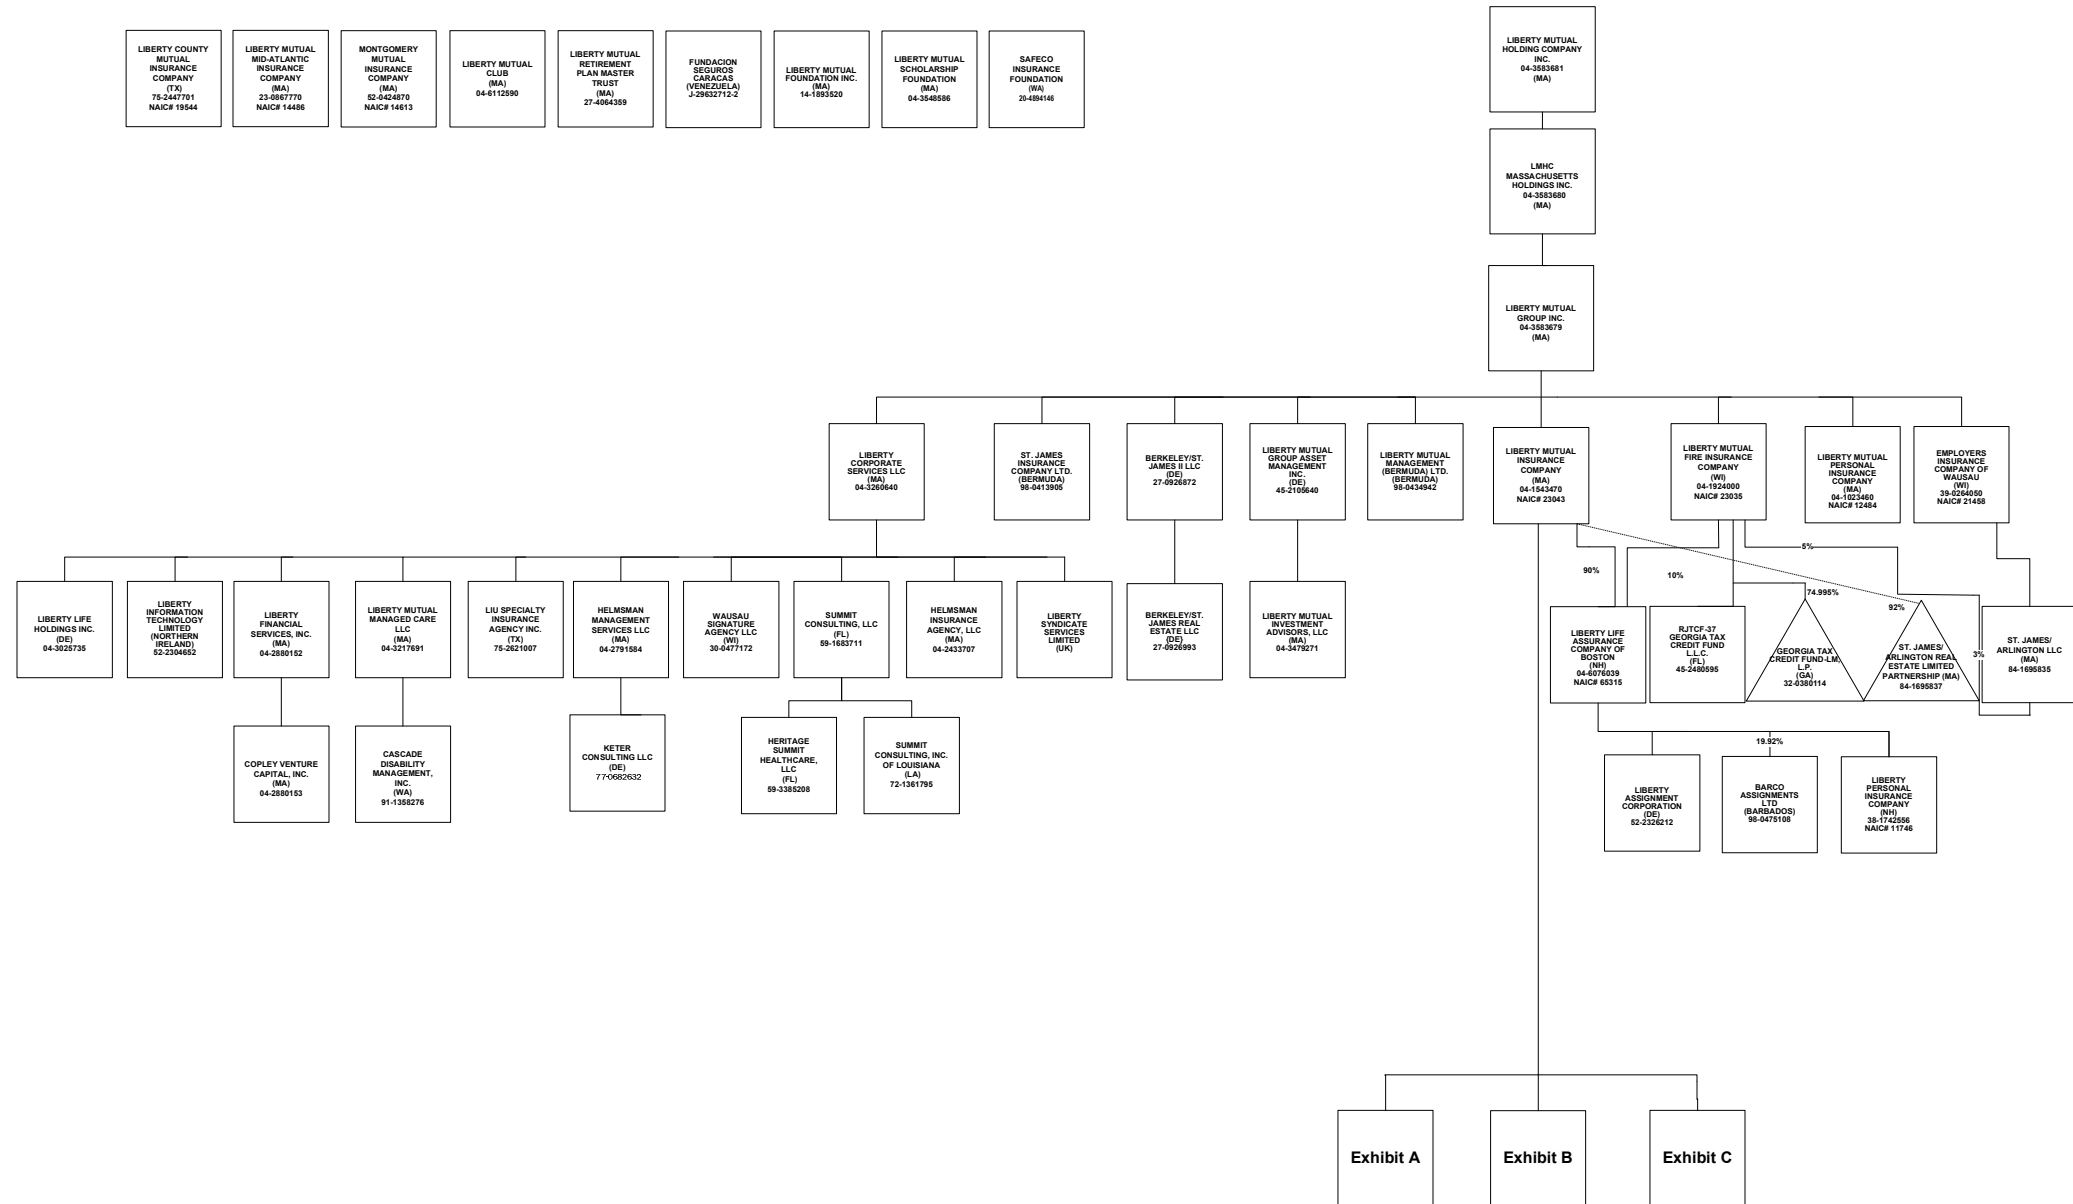 LIBERTY COUNTY
MUTUAL
INSURANCE
COMPANY
(TX)
75-2447701
NAIC# 19544
LIBERTY MUTUAL
MID-ATLANTIC
INSURANCE
COMPANY
(MA)
23-0867770
NAIC# 14486
MONTGOMERY
MUTUAL
INSURANCE
COMPANY
(MA)
52-0424870
NAIC# 14613
LIBERTY MUTUAL
CLUB
(MA)
04-6112590
LIBERTY MUTUAL
RETIREMENT
PLAN MASTER
TRUST
(MA)
27-4064359
FUNDACION
SEGUROS
CARACAS
(VENEZUELA)
J-29632712-2
LIBERTY MUTUAL
FOUNDATION INC.
(MA)
14-1893520
LIBERTY MUTUAL
SCHOLARSHIP
FOUNDATION
(MA)
04-3548586
SAFECO
INSURANCE
FOUNDATION
(WA)
20-4894146
LIBERTY MUTUAL
HOLDING COMPANY
INC.
04-3583681
(MA)
LMHC
MASSACHUSETTS
HOLDINGS INC.
04-3583680
(MA)
LIBERTY MUTUAL
GROUP INC.
04-3583679
(MA)
LIBERTY
CORPORATE
SERVICES LLC
(MA)
04-3260640
ST. JAMES
INSURANCE
COMPANY LTD.
(BERMUDA)
98-0413905
BERKELEY/ST.
JAMES II LLC
(DE)
27-0926872
LIBERTY MUTUAL
GROUP ASSET
MANAGEMENT
INC.
(DE)
45-2105640
LIBERTY MUTUAL
MANAGEMENT
(BERMUDA) LTD.
(BERMUDA)
98-0434942
LIBERTY MUTUAL
INSURANCE
COMPANY
(MA)
04-1543470
NAIC# 23043
LIBERTY MUTUAL
FIRE INSURANCE
COMPANY
(WI)
04-1924000
NAIC# 23035
LIBERTY MUTUAL
PERSONAL
INSURANCE
COMPANY
(MA)
04-1023460
NAIC# 12484
EMPLOYERS
INSURANCE
COMPANY OF
WAUSAU
(WI)
39-0264050
NAIC# 21458
5%
90%
10%
74.995%
92%
3%
LIBERTY LIFE
HOLDINGS INC.
(DE)
04-3025735
LIBERTY
INFORMATION
TECHNOLOGY
LIMITED
(NORTHERN
IRELAND)
52-2304652
LIBERTY
FINANCIAL
SERVICES, INC.
(MA)
04-2880152
LIBERTY MUTUAL
MANAGED CARE
LLC
(MA)
04-3217691
LIU SPECIALTY
INSURANCE
AGENCY INC.
(TX)
75-2621007
HELMSMAN
MANAGEMENT
SERVICES LLC
(MA)
04-2791584
WAUSAU
SIGNATURE
AGENCY LLC
(WI)
30-0477172
SUMMIT
CONSULTING, LLC
(FL)
59-1683711
HELMSMAN
INSURANCE
AGENCY, LLC
(MA)
04-2433707
LIBERTY
SYNDICATE
SERVICES
LIMITED
(UK)
BERKELEY/ST.
JAMES REAL
ESTATE LLC
(DE)
27-0926993
LIBERTY MUTUAL
INVESTMENT
ADVISORS, LLC
(MA)
04-3479271
LIBERTY LIFE
ASSURANCE
COMPANY OF
BOSTON
(NH)
04-6076039
NAIC# 65315
RJTCF-37
GEORGIA TAX
CREDIT FUND
L.L.C.
(FL)
45-2480595
GEORGIA TAX
CREDIT FUND-LM,
L.P.
(GA)
32-0380114
ST. JAMES/
ARLINGTON REAL
ESTATE LIMITED
PARTNERSHIP (MA)
84-1695837
ST. JAMES/
ARLINGTON LLC
(MA)
84-1695835
COPLEY VENTURE
CAPITAL, INC.
(MA)
04-2880153
CASCADE
DISABILITY
MANAGEMENT,
INC.
(WA)
91-1358276
KETER
CONSULTING LLC
(DE)
77-0682632
HERITAGE
SUMMIT
HEALTHCARE,
LLC
(FL)
59-3385208
SUMMIT
CONSULTING, INC.
OF LOUISIANA
(LA)
72-1361795
19.92%
LIBERTY
ASSIGNMENT
CORPORATION
(DE)
52-2326212
BARCO
ASSIGNMENTS
LTD
(BARBADOS)
98-0475108
LIBERTY
PERSONAL
INSURANCE
COMPANY
(NH)
38-1742556
NAIC# 11746
Exhibit A
Exhibit B
Exhibit C